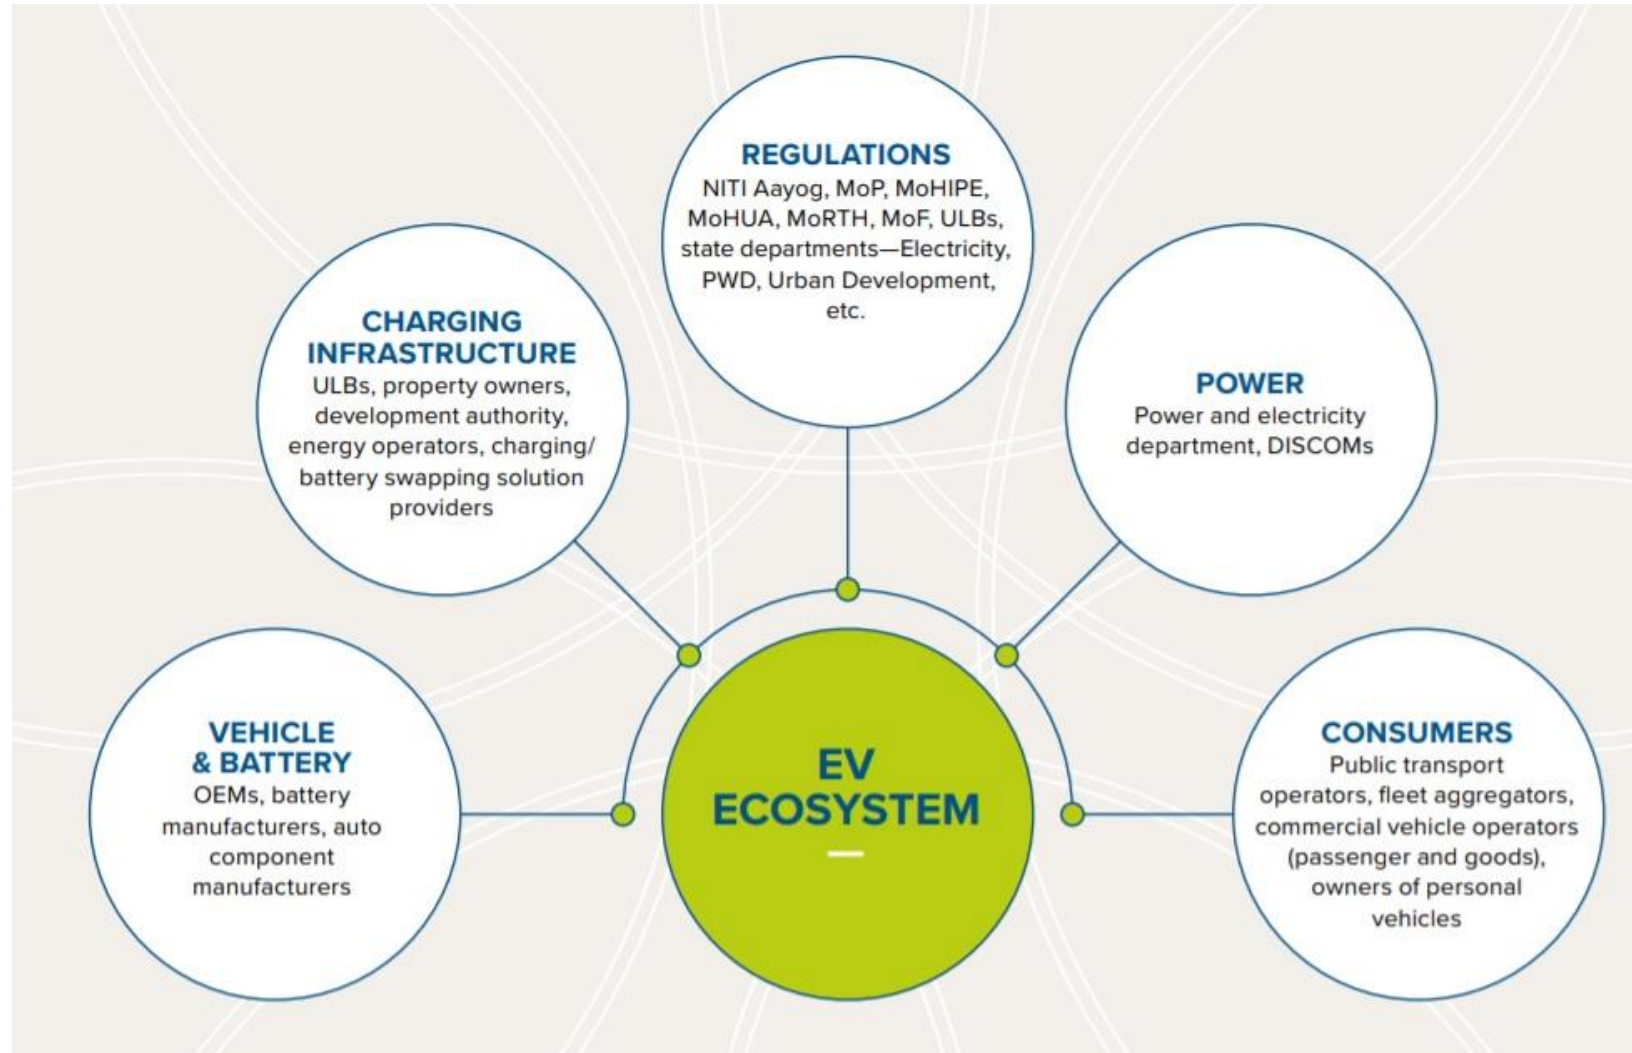 REGULATIONS
NITI Aayog, MoP, MoHIPE,
MoHUA, MoRTH, MoF, ULBs,
state departments—Electricity,
PWD, Urban Development,
etc.
CHARGING
INFRASTRUCTURE
ULBs, property owners,
development authority,
energy operators, charging/
battery swapping solution
providers
POWER
Power and electricity
department, DISCOMs
VEHICLE
& BATTERY
OEMs, battery
manufacturers, auto
component
manufacturers
EV
ECOSYSTEM
CONSUMERS
Public transport
operators, fleet aggregators,
commercial vehicle operators
(passenger and goods),
owners of personal
vehicles